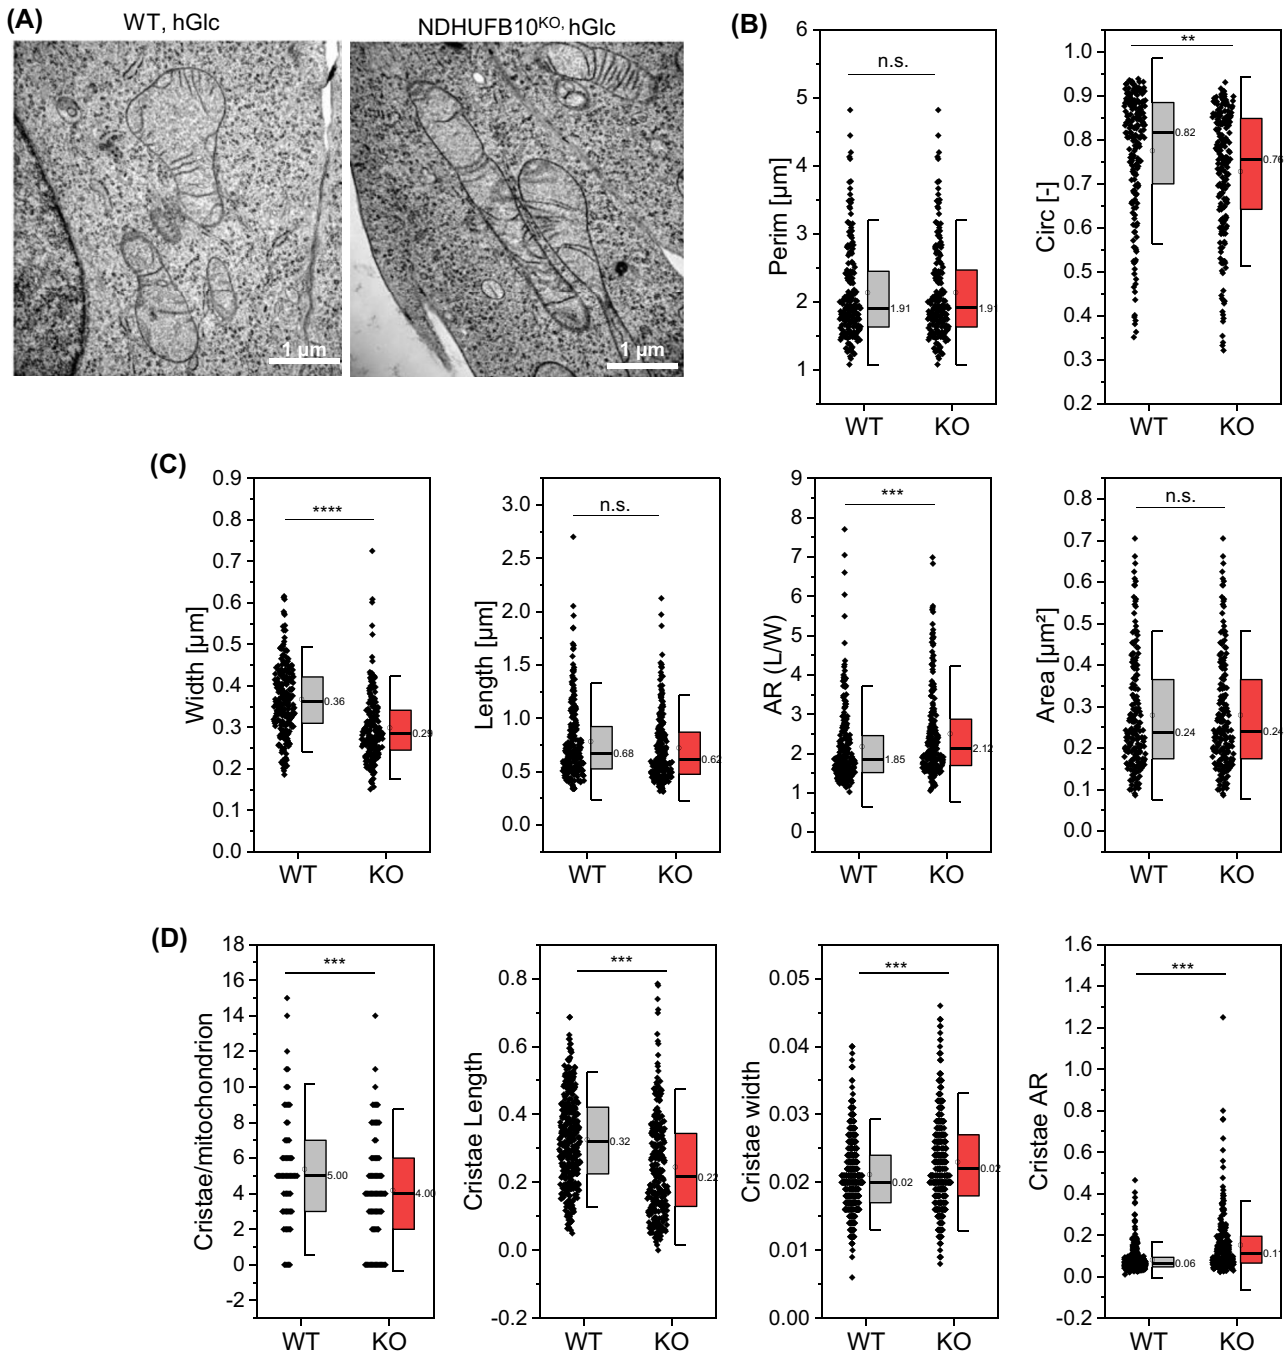 (A)
WT, hGlc
NDHUFB10KO, hGlc
1 µm
1 µm
(B)
Perim [µm]
6
5
4
3
2
1
n.s.
1.91
1.91
WT
KO
Circ [-]
1.0
0.9
0.8
0.7
0.6
0.5
0.4
0.3
0.2
**
0.82
0.76
WT
KO
(C)
Width [µm]
0.9
0.8
0.7
0.6
0.5
0.4
0.3
0.2
0.1
0.0
****
0.36
0.29
WT
KO
Length [µm]
3.0
2.5
2.0
1.5
1.0
0.5
0.0
n.s.
0.68
0.62
WT
KO
AR (L/W)
9
8
7
6
5
4
3
2
1
0
***
1.85
2.12
WT
KO
Area [µm²]
0.8
0.7
0.6
0.5
0.4
0.3
0.2
0.1
0.0
n.s.
0.24
0.24
WT
KO
(D)
Cristae/mitochondrion
18
16
14
12
10
8
6
4
2
0
-2
***
5.00
4.00
WT
KO
Cristae Length
0.8
0.6
0.4
0.2
0.0
-0.2
***
0.32
0.22
WT
KO
Cristae width
0.05
0.04
0.03
0.02
0.01
0.00
***
0.02
0.02
WT
KO
Cristae AR
1.6
1.4
1.2
1.0
0.8
0.6
0.4
0.2
0.0
-0.2
***
0.06
0.11
WT
KO